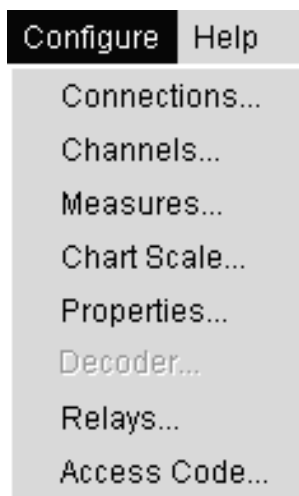 Configure Help
Connections...
Channels...
Measures...
Chart Scale...
Properties...
Decoder...
Relays...
Access Code...